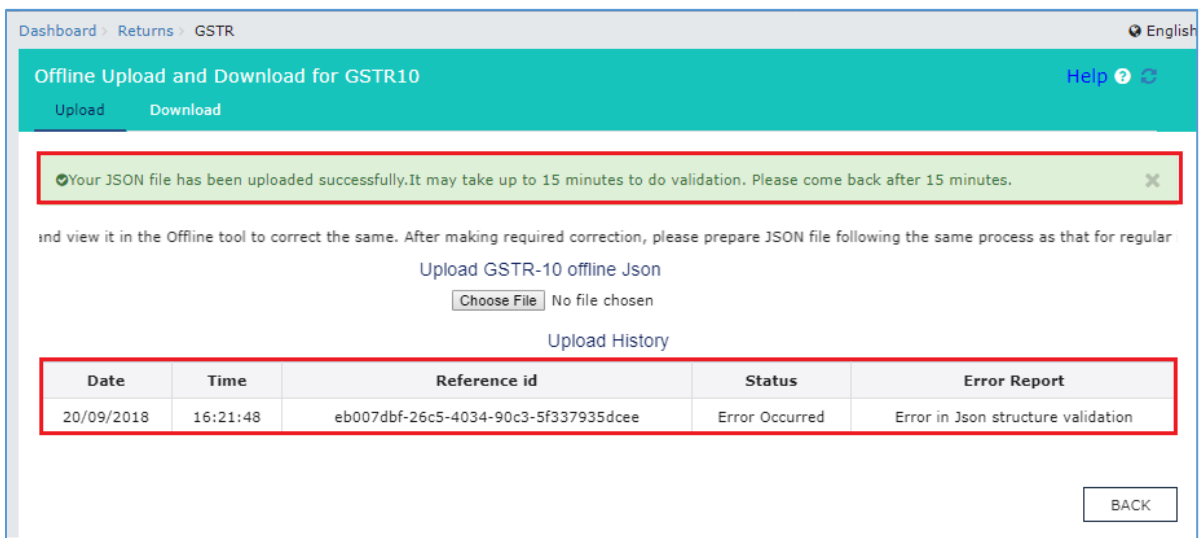 Dashboard > Returns > GSTR English
Offline Upload and Download for GSTR10 Help ?
Upload Download
Your JSON file has been uploaded successfully.It may take up to 15 minutes to do validation. Please come back after 15 minutes. ×
and view it in the Offline tool to correct the same. After making required correction, please prepare JSON file following the same process as that for regular
Upload GSTR-10 offline Json
Choose File No file chosen
Upload History
Date Time Reference id Status Error Report
20/09/2018 16:21:48 eb007dbf-26c5-4034-90c3-5f337935dcee Error Occurred Error in Json structure validation
BACK